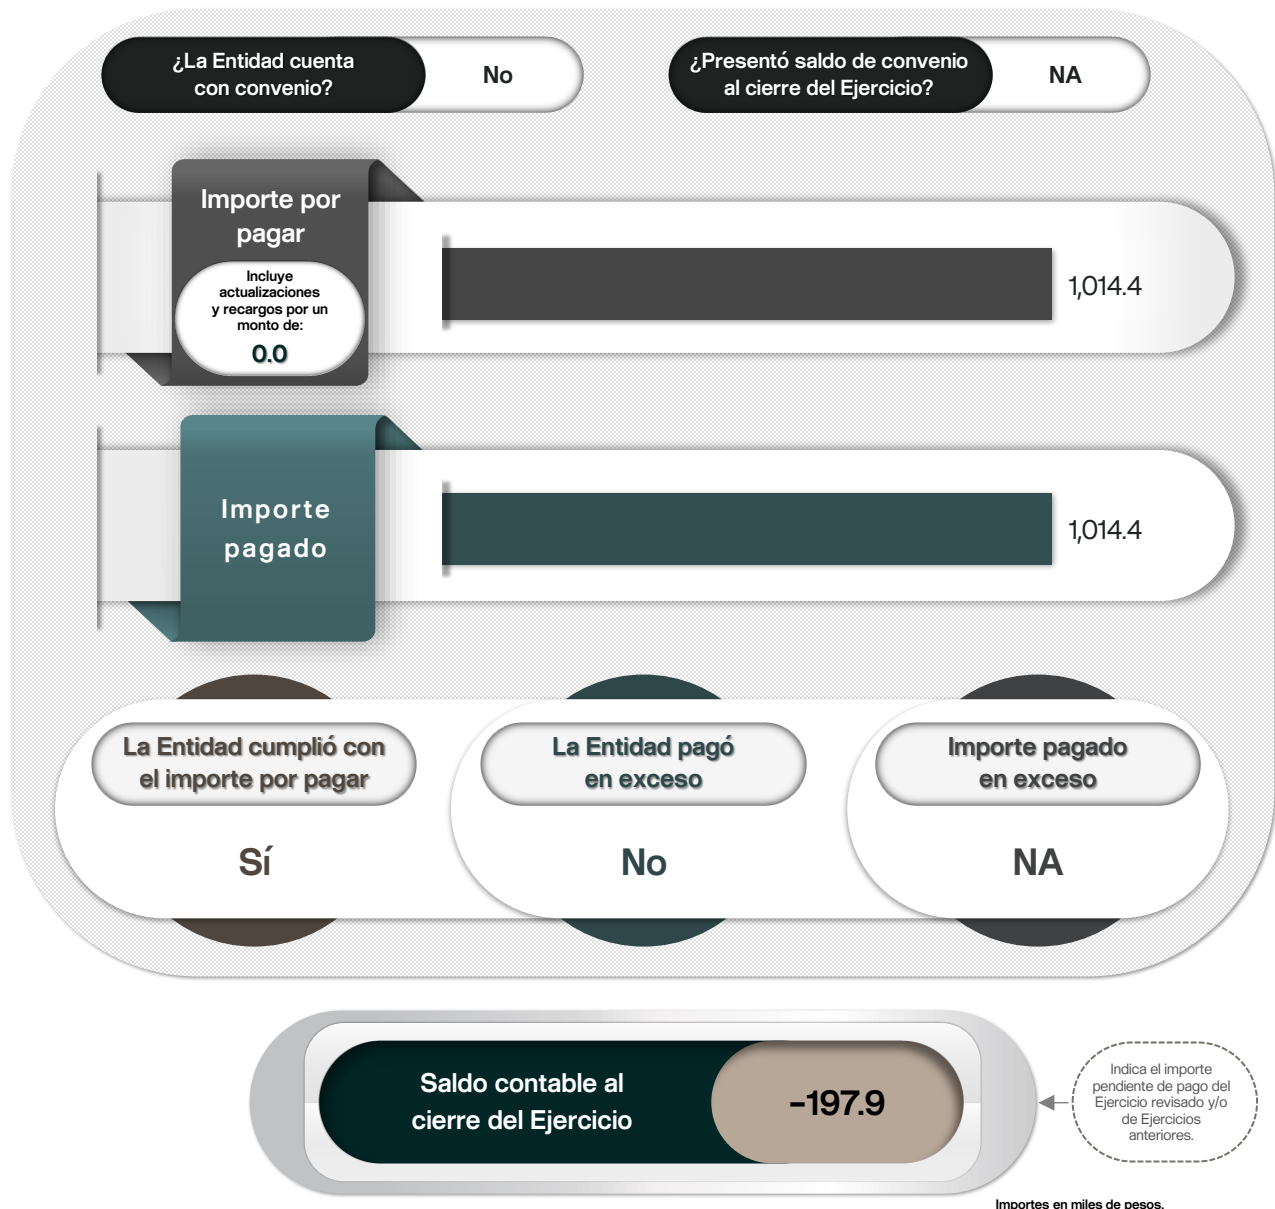 ¿La Entidad cuenta
con convenio?
No
¿Presentó saldo de convenio
al cierre del Ejercicio?
NA
Importe por
pagar
Incluye
actualizaciones
y recargos por un
monto de:
0.0
1,014.4
Importe
pagado
1,014.4
La Entidad cumplió con
el importe por pagar
Sí
La Entidad pagó
en exceso
No
Importe pagado
en exceso
NA
Saldo contable al
cierre del Ejercicio
-197.9
Indica el importe
pendiente de pago del
Ejercicio revisado y/o
de Ejercicios
anteriores.
Importes en miles de pesos.